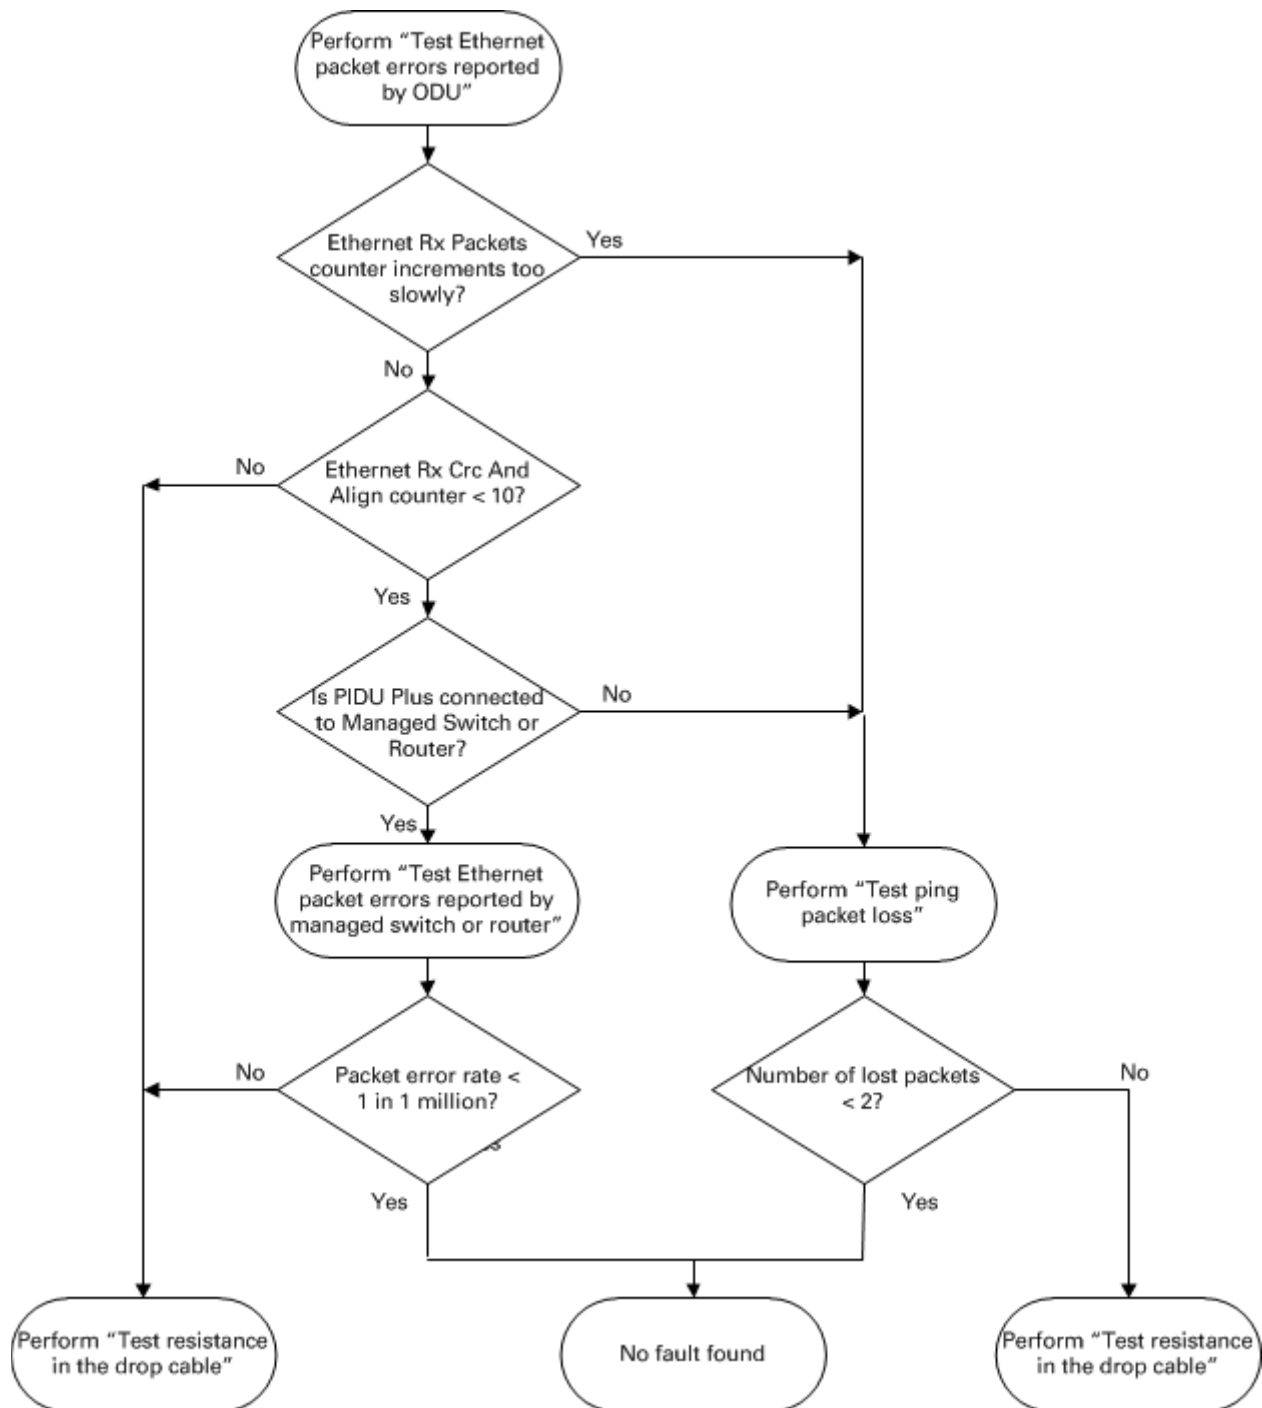 Perform “Test Ethernet
packet errors reported
by ODU”
Ethernet Rx Packets
counter increments too
slowly?
Yes
No
Ethernet Rx Crc And
Align counter < 10?
No
Yes
Is PIDU Plus connected
to Managed Switch or
Router?
No
Yes
Perform “Test Ethernet
packet errors reported by
managed switch or router”
Perform “Test ping
packet loss”
Packet error rate <
1 in 1 million?
No
Yes
Number of lost packets
< 2?
No
Yes
Perform “Test resistance
in the drop cable”
No fault found
Perform “Test resistance
in the drop cable”